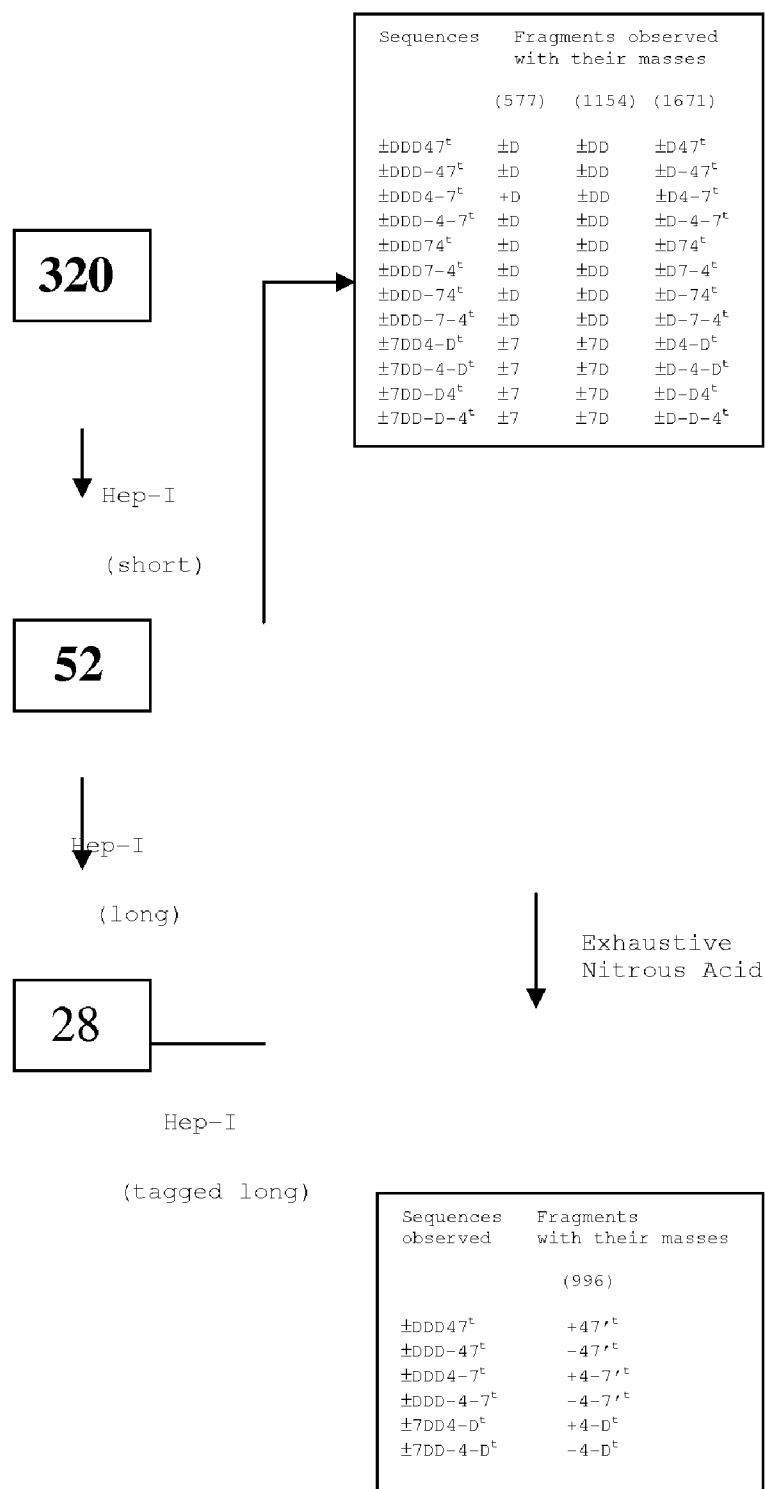 Sequences Fragments observed
with their masses
(577) (1154) (1671)
±DDD47ᵗ ±D ±DD ±D47ᵗ
±DDD-47ᵗ ±D ±DD ±D-47ᵗ
±DDD4-7ᵗ +D ±DD ±D4-7ᵗ
±DDD-4-7ᵗ ±D ±DD ±D-4-7ᵗ
±DDD74ᵗ ±D ±DD ±D74ᵗ
±DDD7-4ᵗ ±D ±DD ±D7-4ᵗ
±DDD-74ᵗ ±D ±DD ±D-74ᵗ
±DDD-7-4ᵗ ±D ±DD ±D-7-4ᵗ
±7DD4-Dᵗ ±7 ±7D ±D4-Dᵗ
±7DD-4-Dᵗ ±7 ±7D ±D-4-Dᵗ
±7DD-D4ᵗ ±7 ±7D ±D-D4ᵗ
±7DD-D-4ᵗ ±7 ±7D ±D-D-4ᵗ
320
Hep-I
(short)
52
Hep-I
(long)
Exhaustive
Nitrous Acid
28
Hep-I
(tagged long)
Sequences Fragments
observed with their masses
(996)
±DDD47ᵗ +47'ᵗ
±DDD-47ᵗ -47'ᵗ
±DDD4-7ᵗ +4-7'ᵗ
±DDD-4-7ᵗ -4-7'ᵗ
±7DD4-Dᵗ +4-Dᵗ
±7DD-4-Dᵗ -4-Dᵗ